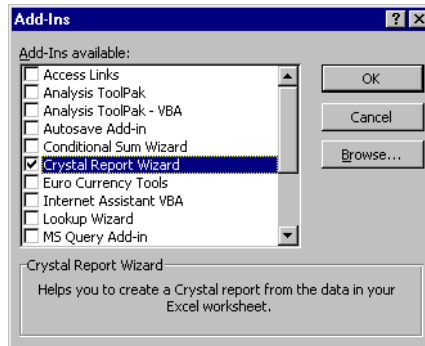 Add-Ins
Add-Ins available:
Access Links
Analysis ToolPak
Analysis ToolPak - VBA
Autosave Add-in
Conditional Sum Wizard
Crystal Report Wizard
Euro Currency Tools
Internet Assistant VBA
Lookup Wizard
MS Query Add-in
OK
Cancel
Browse...
Crystal Report Wizard
Helps you to create a Crystal report from the data in your
Excel worksheet.